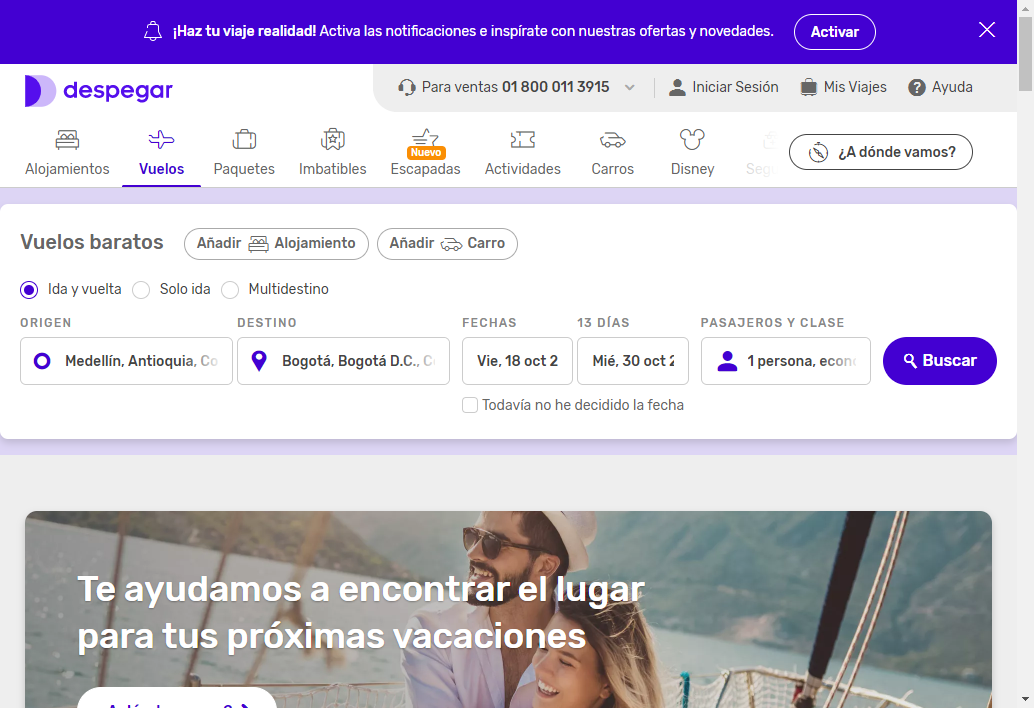 ¡Haz tu viaje realidad! Activa las notificaciones e inspírate con nuestras ofertas y novedades.
Activar
despegar
Para ventas 01 800 011 3915
Iniciar Sesión
Mis Viajes
Ayuda
Alojamientos
Vuelos
Paquetes
Imbatibles
Nuevo
Escapadas
Actividades
Carros
Disney
Seg
¿A dónde vamos?
Vuelos baratos
Añadir Alojamiento
Añadir Carro
Ida y vuelta
Solo ida
Multidestino
ORIGEN
DESTINO
FECHAS
13 DÍAS
PASAJEROS Y CLASE
Medellín, Antioquia, Co
Bogotá, Bogotá D.C., C
Vie, 18 oct 2
Mié, 30 oct 2
1 persona, econ
Buscar
Todavía no he decidido la fecha
Te ayudamos a encontrar el lugar
para tus próximas vacaciones